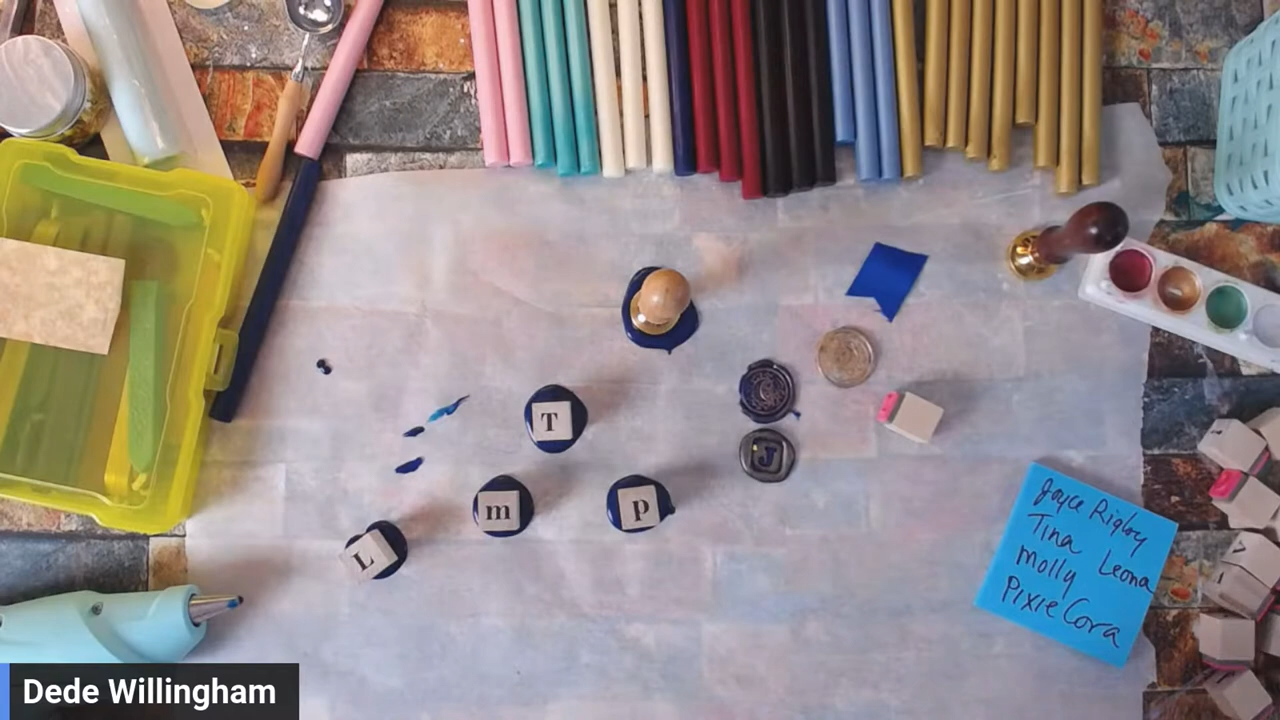 T
J
m
p
L
Joyce Rigby
Tina Leona
Molly
Pixie Cora
Dede Willingham